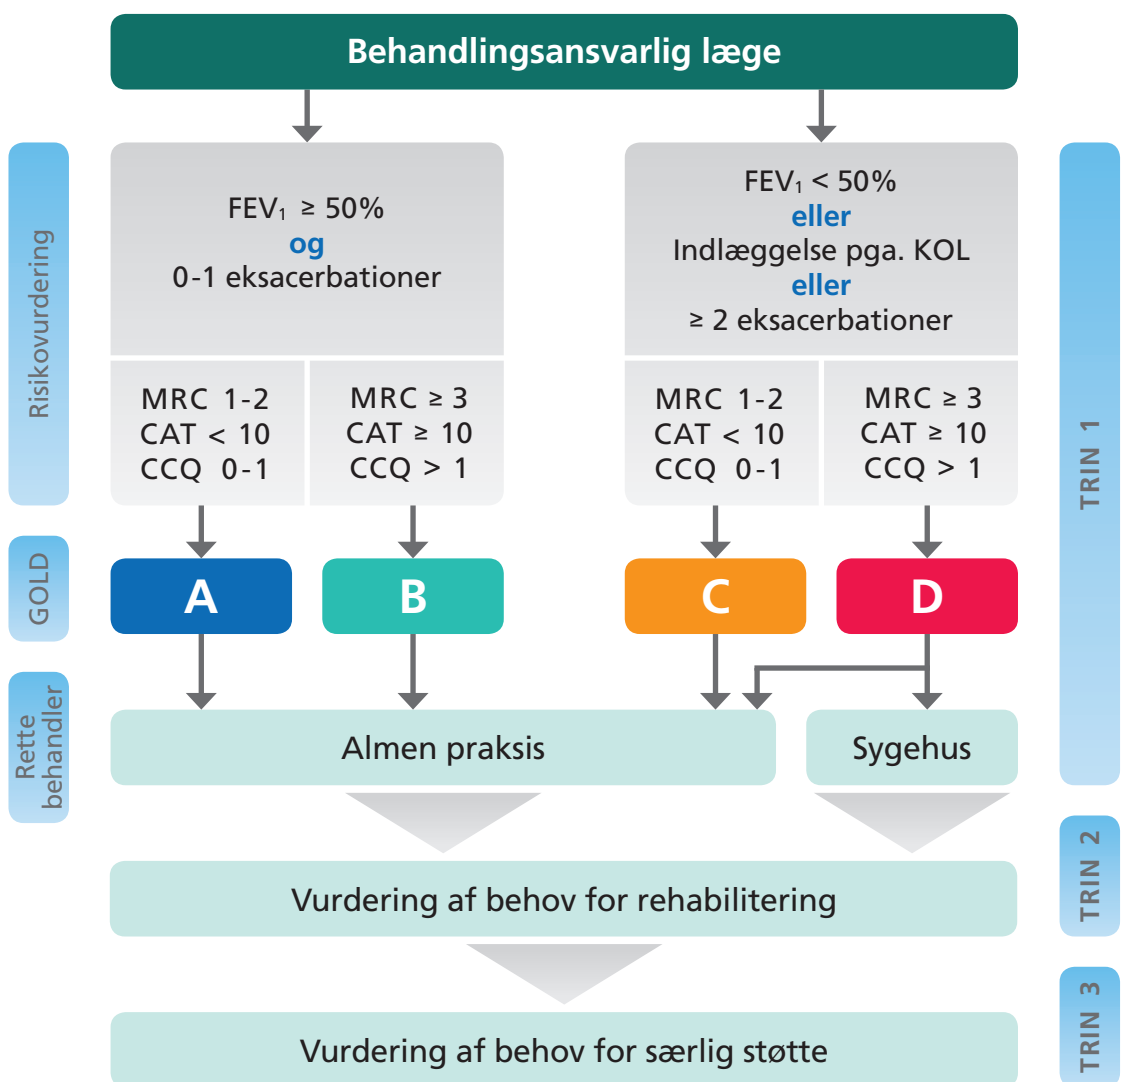 Behandlingsansvarlig læge
Risikovurdering
FEV₁ ≥ 50%
og
0-1 eksacerbationer
FEV₁ < 50%
eller
Indlæggelse pga. KOL
eller
≥ 2 eksacerbationer
MRC 1-2
CAT < 10
CCQ 0-1
MRC ≥ 3
CAT ≥ 10
CCQ > 1
MRC 1-2
CAT < 10
CCQ 0-1
MRC ≥ 3
CAT ≥ 10
CCQ > 1
TRIN 1
GOLD
A
B
C
D
Rette
behandler
Almen praksis
Sygehus
Vurdering af behov for rehabilitering
TRIN 2
Vurdering af behov for særlig støtte
TRIN 3